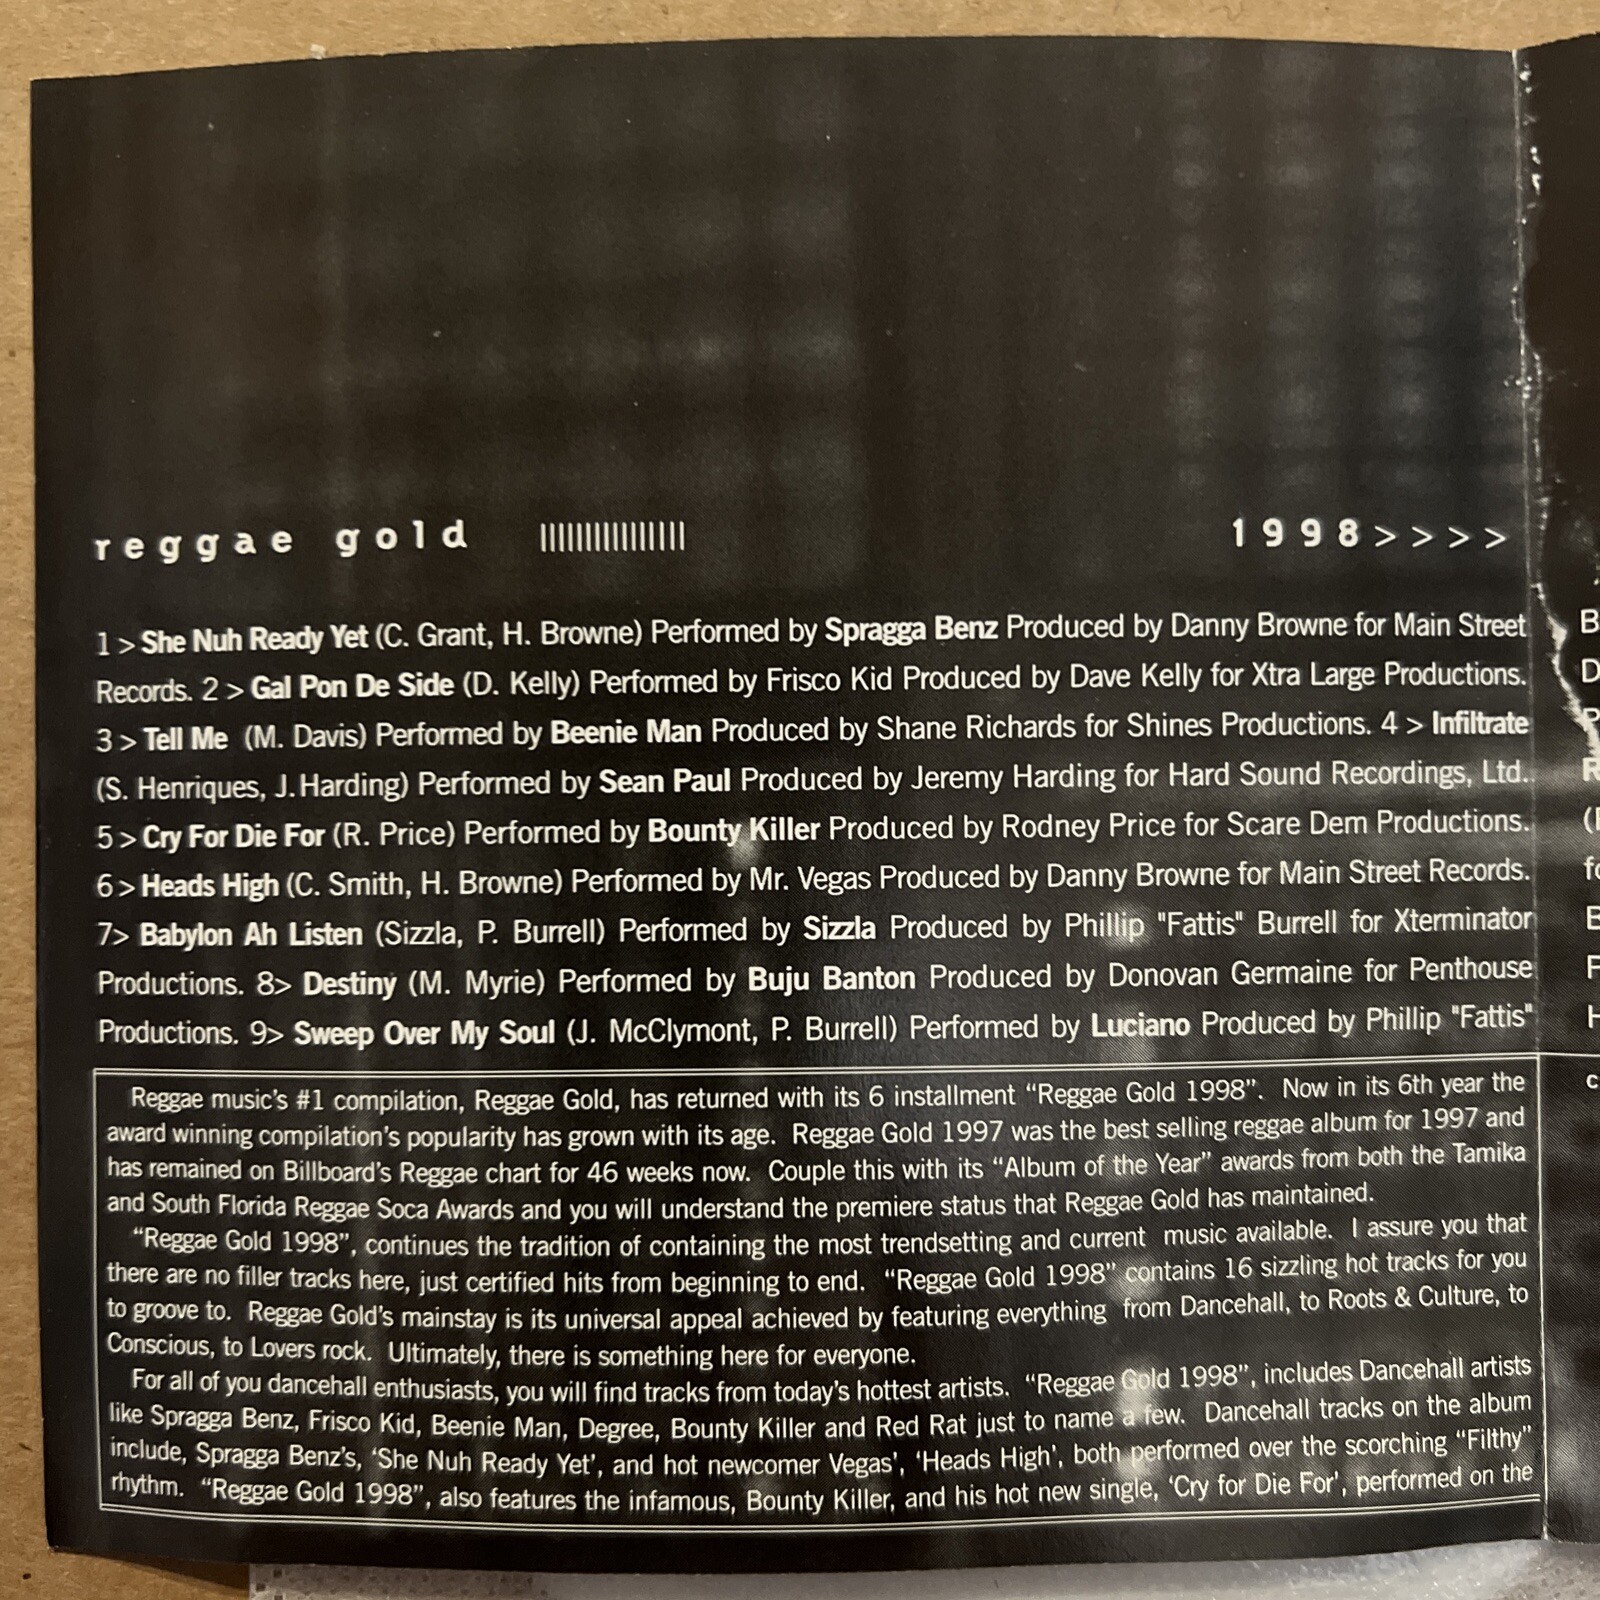 reggae gold |||||||||||||||| 1998>>>>
1 > She Nuh Ready Yet (C. Grant, H. Browne) Performed by Spragga Benz Produced by Danny Browne for Main Street
Records. 2 > Gal Pon De Side (D. Kelly) Performed by Frisco Kid Produced by Dave Kelly for Xtra Large Productions.
3 > Tell Me (M. Davis) Performed by Beenie Man Produced by Shane Richards for Shines Productions. 4 > Infiltrate
(S. Henriques, J.Harding) Performed by Sean Paul Produced by Jeremy Harding for Hard Sound Recordings, Ltd.
5 > Cry For Die For (R. Price) Performed by Bounty Killer Produced by Rodney Price for Scare Dem Productions.
6 > Heads High (C. Smith, H. Browne) Performed by Mr. Vegas Produced by Danny Browne for Main Street Records.
7> Babylon Ah Listen (Sizzla, P. Burrell) Performed by Sizzla Produced by Phillip "Fattis" Burrell for Xterminator
Productions. 8> Destiny (M. Myrie) Performed by Buju Banton Produced by Donovan Germaine for Penthouse
Productions. 9> Sweep Over My Soul (J. McClymont, P. Burrell) Performed by Luciano Produced by Phillip "Fattis"
Reggae music's #1 compilation, Reggae Gold, has returned with its 6 installment “Reggae Gold 1998”. Now in its 6th year the
award winning compilation's popularity has grown with its age. Reggae Gold 1997 was the best selling reggae album for 1997 and
has remained on Billboard's Reggae chart for 46 weeks now. Couple this with its “Album of the Year” awards from both the Tamika
and South Florida Reggae Soca Awards and you will understand the premiere status that Reggae Gold has maintained.
“Reggae Gold 1998”, continues the tradition of containing the most trendsetting and current music available. I assure you that
there are no filler tracks here, just certified hits from beginning to end. “Reggae Gold 1998” contains 16 sizzling hot tracks for you
to groove to. Reggae Gold's mainstay is its universal appeal achieved by featuring everything from Dancehall, to Roots & Culture, to
Conscious, to Lovers rock. Ultimately, there is something here for everyone.
For all of you dancehall enthusiasts, you will find tracks from today's hottest artists. “Reggae Gold 1998”, includes Dancehall artists
like Spragga Benz, Frisco Kid, Beenie Man, Degree, Bounty Killer and Red Rat just to name a few. Dancehall tracks on the album
include, Spragga Benz's, ‘She Nuh Ready Yet’, and hot newcomer Vegas’, ‘Heads High’, both performed over the scorching “Filthy”
rhythm. “Reggae Gold 1998”, also features the infamous, Bounty Killer, and his hot new single, ‘Cry for Die For’, performed on the